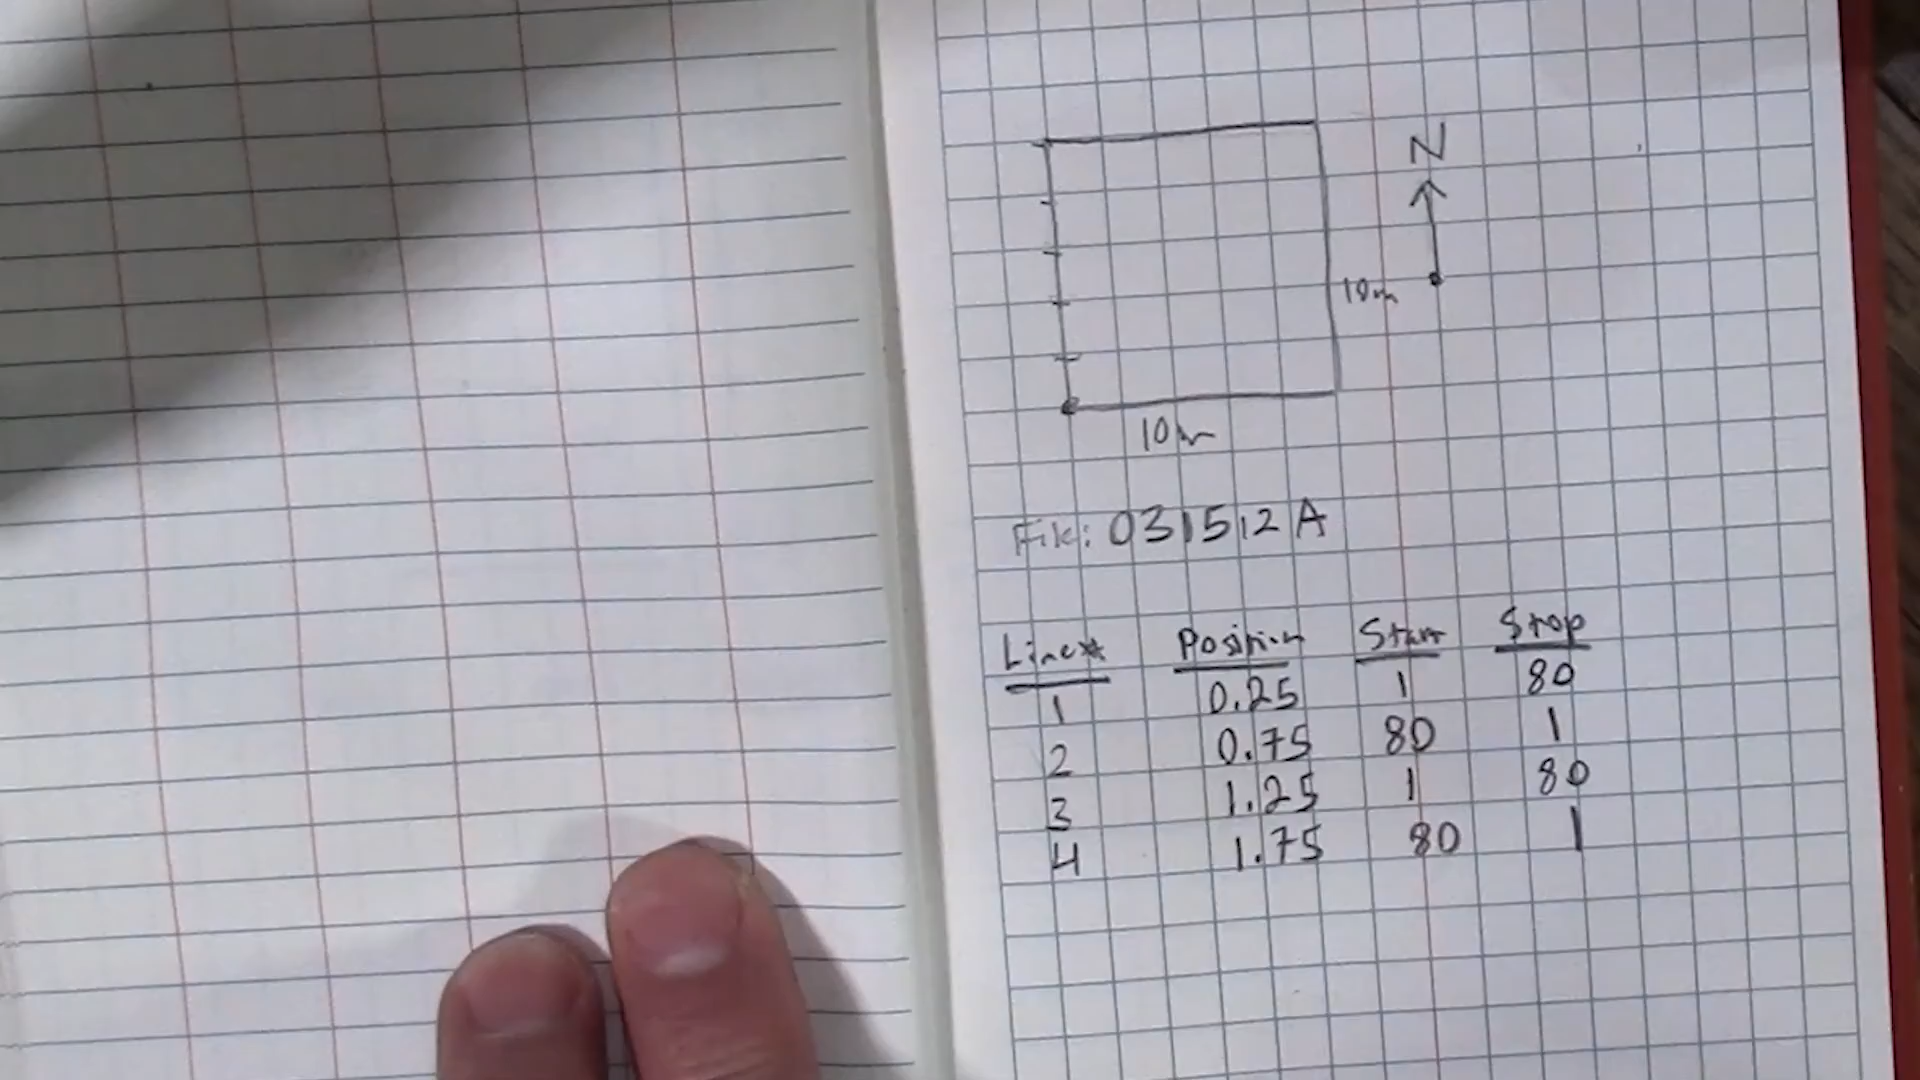 N
10m
10m
File: 031512A
Line# Position Start Stop
1 0.25 1 80
2 0.75 80 1
3 1.25 1 80
4 1.75 80 1